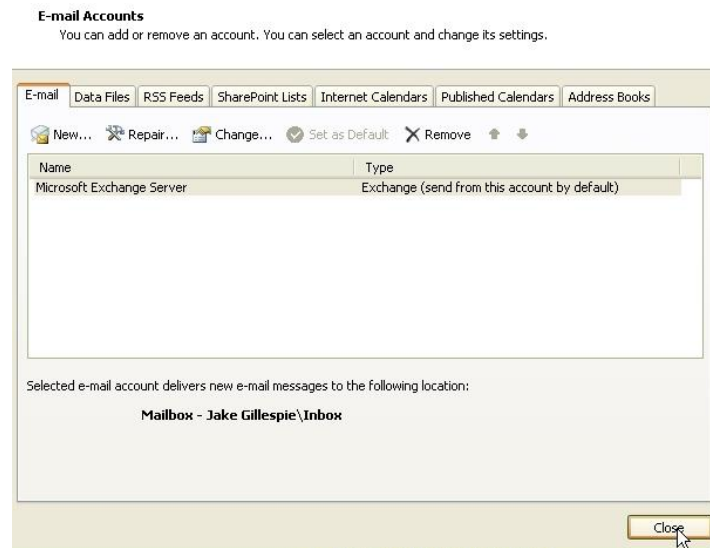 E-mail Accounts
You can add or remove an account. You can select an account and change its settings.
E-mail Data Files RSS Feeds SharePoint Lists Internet Calendars Published Calendars Address Books
New... Repair... Change... Set as Default Remove
Name Type
Microsoft Exchange Server Exchange (send from this account by default)
Selected e-mail account delivers new e-mail messages to the following location:
Mailbox - Jake Gillespie\Inbox
Close